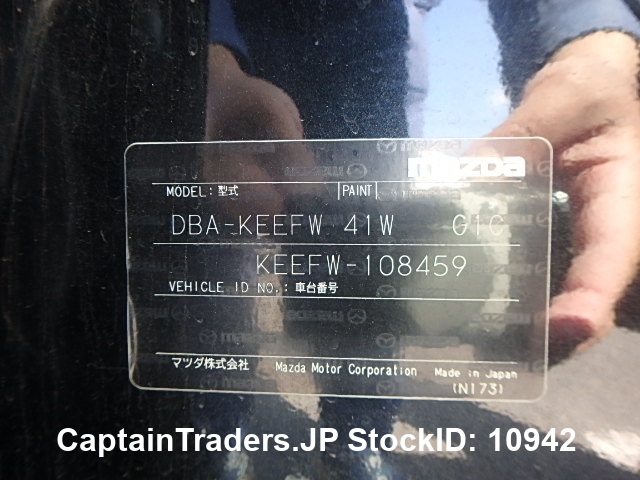 mazda
MODEL: 型式 PAINT
DBA-KEEFW 41W G1C
KEEFW-108459
VEHICLE ID NO.: 車台番号
マツダ株式会社 Mazda Motor Corporation Made in Japan
(N173)
CaptainTraders.JP StockID: 10942